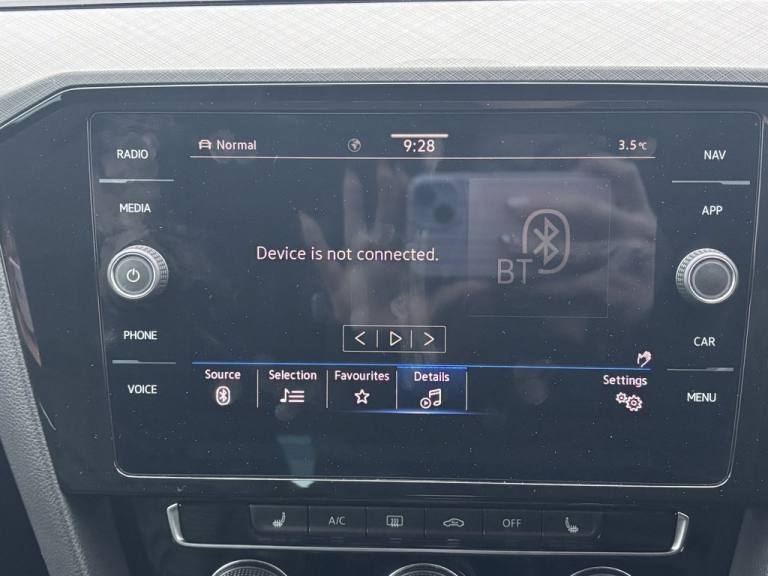 RADIO
Normal
9:28
3.5°C
NAV
MEDIA
APP
Device is not connected.
BT
PHONE
CAR
Source
Selection
Favourites
Details
Settings
VOICE
MENU
A/C
OFF